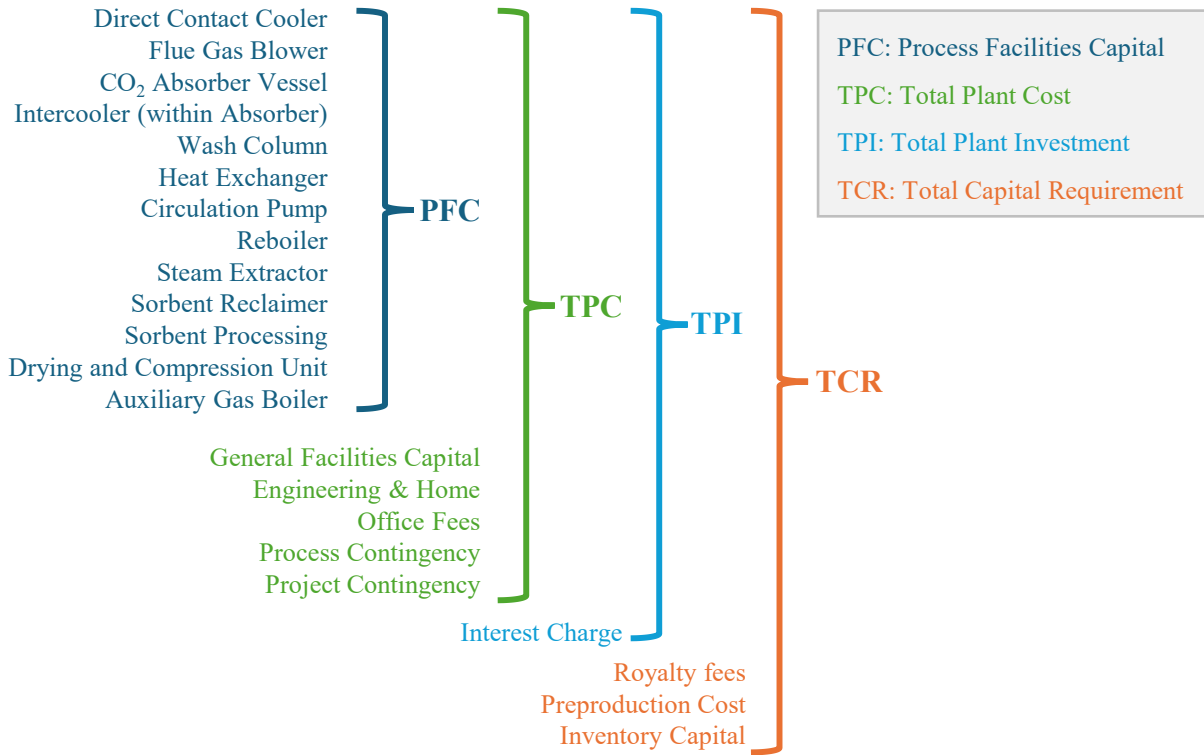 Direct Contact Cooler
Flue Gas Blower
CO₂ Absorber Vessel
Intercooler (within Absorber)
Wash Column
Heat Exchanger
Circulation Pump
Reboiler
Steam Extractor
Sorbent Reclaimer
Sorbent Processing
Drying and Compression Unit
Auxiliary Gas Boiler
PFC
General Facilities Capital
Engineering & Home
Office Fees
Process Contingency
Project Contingency
TPC
Interest Charge
TPI
Royalty fees
Preproduction Cost
Inventory Capital
TCR
PFC: Process Facilities Capital
TPC: Total Plant Cost
TPI: Total Plant Investment
TCR: Total Capital Requirement